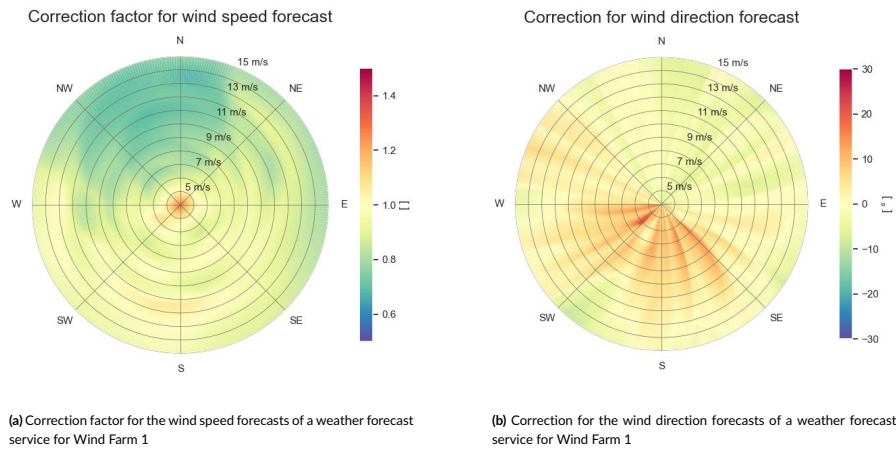 Correction factor for wind speed forecast
N
15 m/s
NW
NE
13 m/s
11 m/s
9 m/s
7 m/s
5 m/s
W
E
SW
SE
S
1.4
1.2
1.0
0.8
0.6
[ ]
Correction for wind direction forecast
N
15 m/s
NW
NE
13 m/s
11 m/s
9 m/s
7 m/s
5 m/s
W
E
SW
SE
S
30
20
10
0
−10
−20
−30
[ ° ]
(a) Correction factor for the wind speed forecasts of a weather forecast
service for Wind Farm 1
(b) Correction for the wind direction forecasts of a weather forecast
service for Wind Farm 1